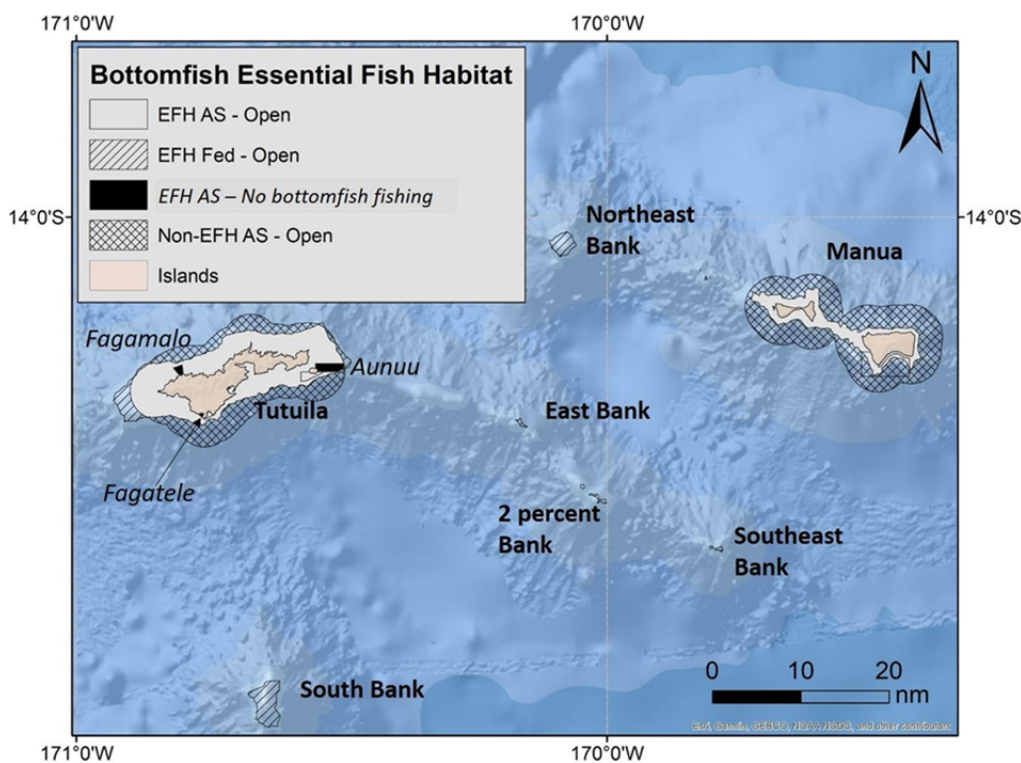 171°0'W
170°0'W
Bottomfish Essential Fish Habitat
EFH AS - Open
EFH Fed - Open
EFH AS – No bottomfish fishing
Non-EFH AS - Open
Islands
N
14°0'S
14°0'S
Northeast
Bank
Manua
Fagamalo
Aunuu
Tutuila
East Bank
Fagatele
2 percent
Bank
Southeast
Bank
0 10 20
nm
South Bank
Esri, Garmin, GEBCO, NOAA NGDC, and other contributors
171°0'W
170°0'W